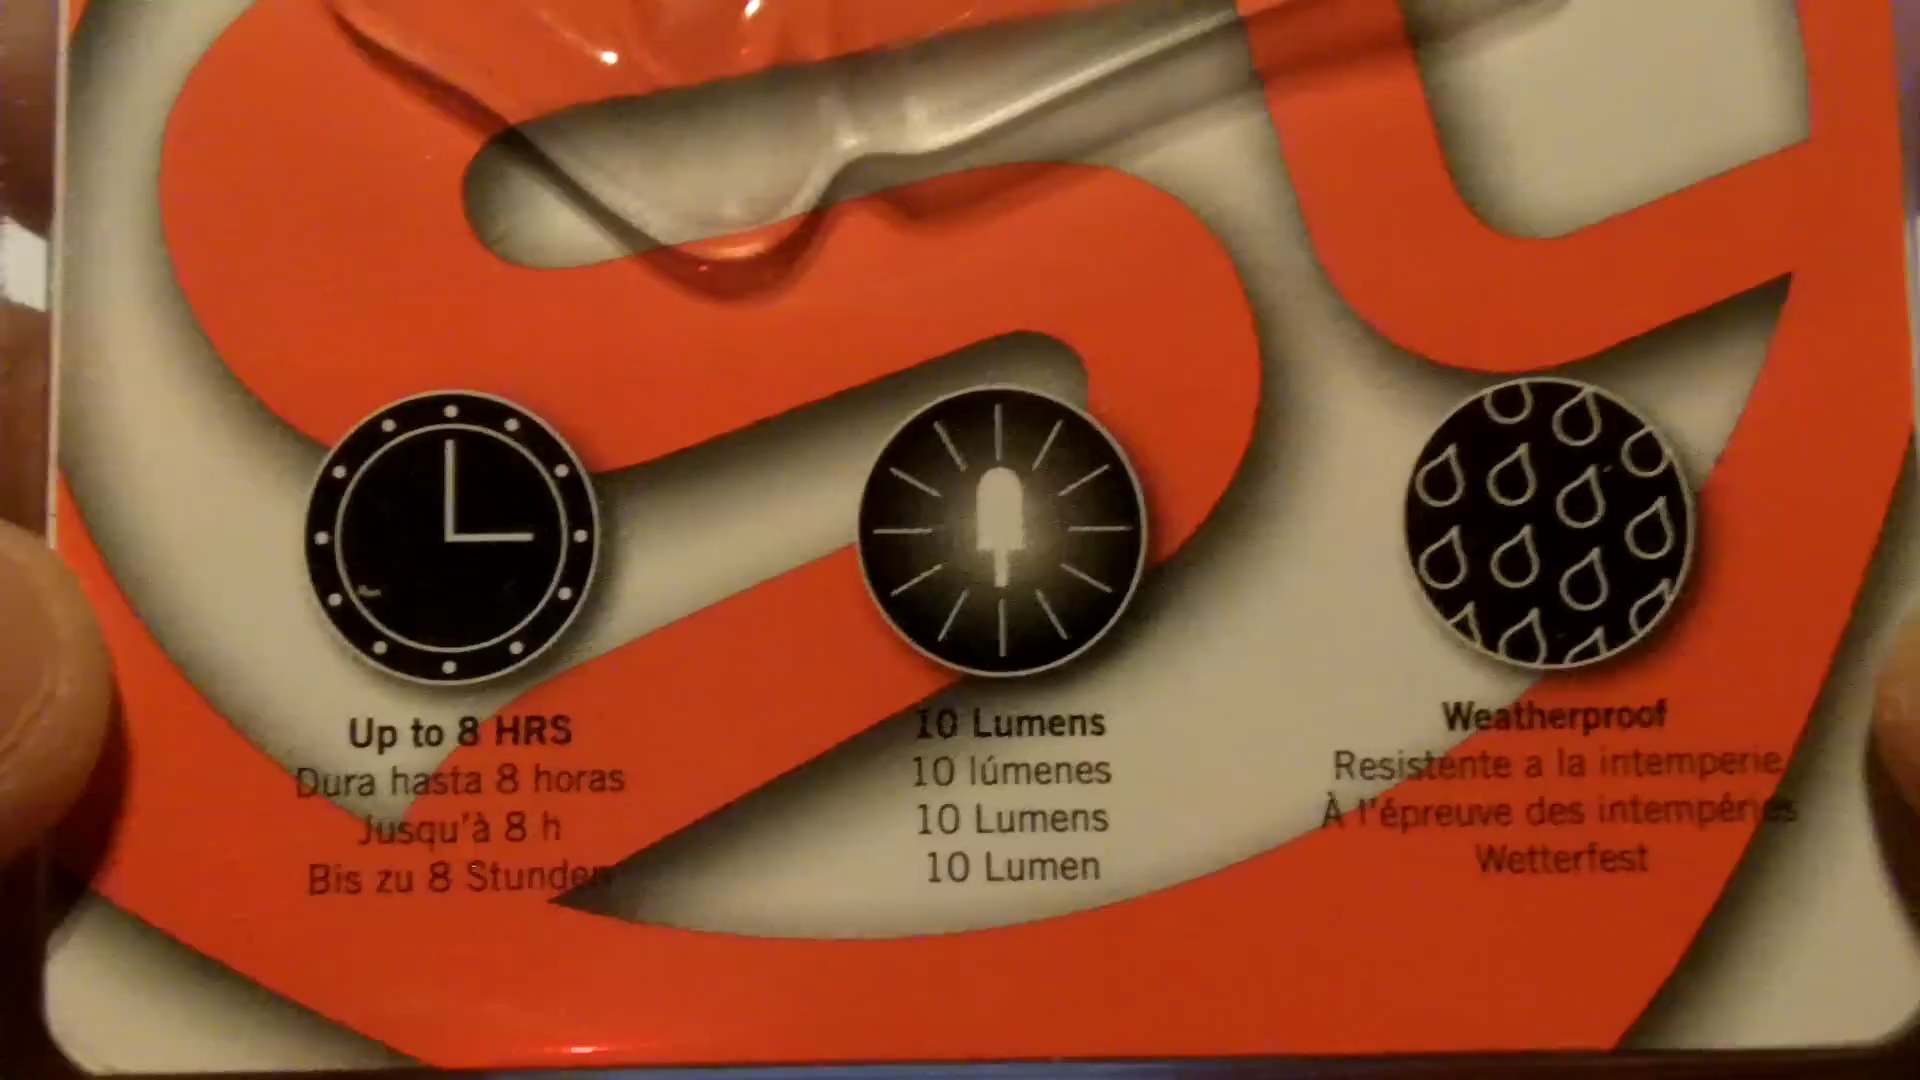 Up to 8 HRS
Dura hasta 8 horas
Jusqu'à 8 h
Bis zu 8 Stunden
10 Lumens
10 lúmenes
10 Lumens
10 Lumen
Weatherproof
Resistente a la intemperie
À l'épreuve des intempéries
Wetterfest